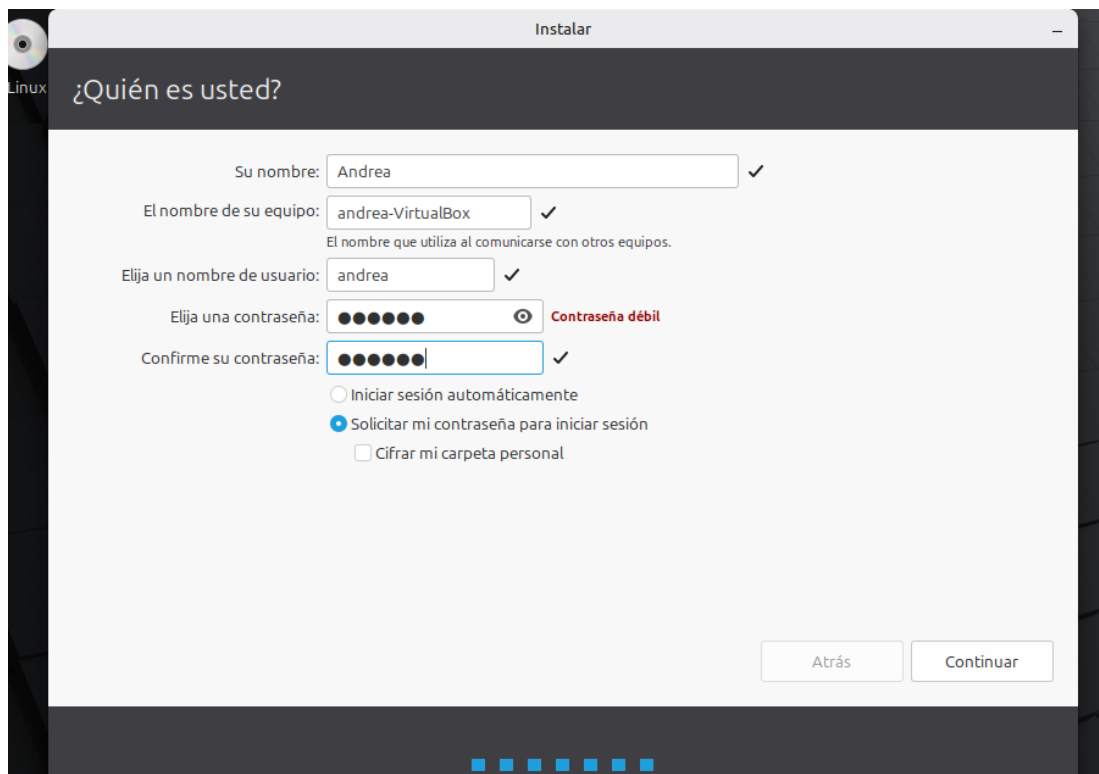 Instalar
Linux
¿Quién es usted?
Su nombre: Andrea
El nombre de su equipo: andrea-VirtualBox
El nombre que utiliza al comunicarse con otros equipos.
Elija un nombre de usuario: andrea
Elija una contraseña: ●●●●●● Contraseña débil
Confirme su contraseña: ●●●●●●
Iniciar sesión automáticamente
Solicitar mi contraseña para iniciar sesión
Cifrar mi carpeta personal
Atrás Continuar